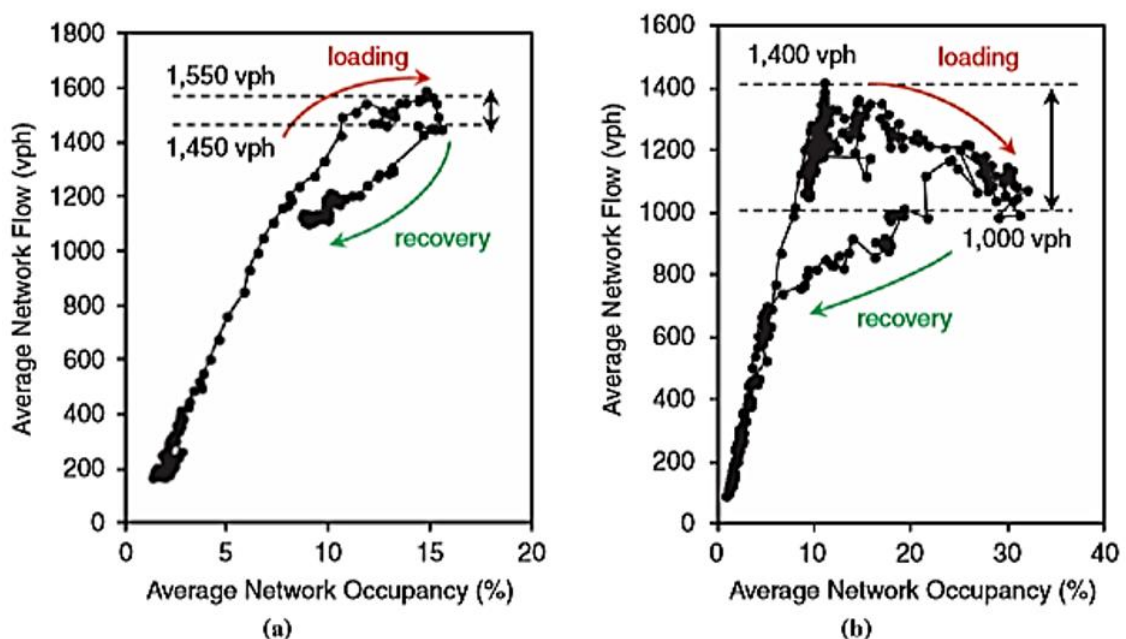 1800
1600
1400
1200
1000
800
600
400
200
0
0 5 10 15 20
Average Network Flow (vph)
Average Network Occupancy (%)
1,550 vph
1,450 vph
loading
recovery
(a)
1600
1400
1200
1000
800
600
400
200
0
0 10 20 30 40
Average Network Flow (vph)
Average Network Occupancy (%)
1,400 vph
loading
1,000 vph
recovery
(b)